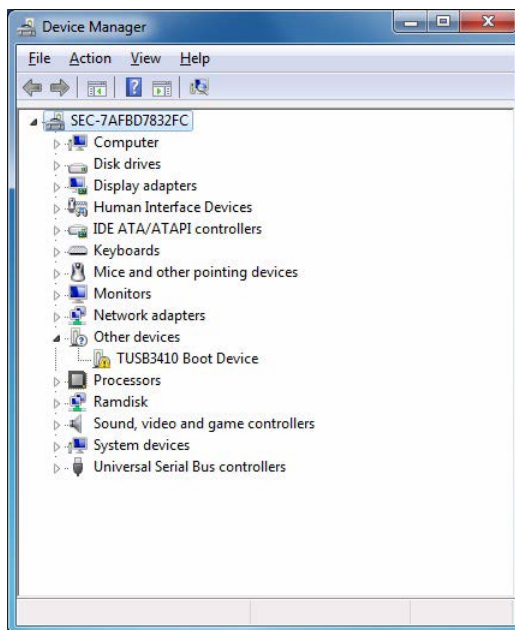 Device Manager
File Action View Help
SEC-7AFBD7832FC
Computer
Disk drives
Display adapters
Human Interface Devices
IDE ATA/ATAPI controllers
Keyboards
Mice and other pointing devices
Monitors
Network adapters
Other devices
TUSB3410 Boot Device
Processors
Ramdisk
Sound, video and game controllers
System devices
Universal Serial Bus controllers